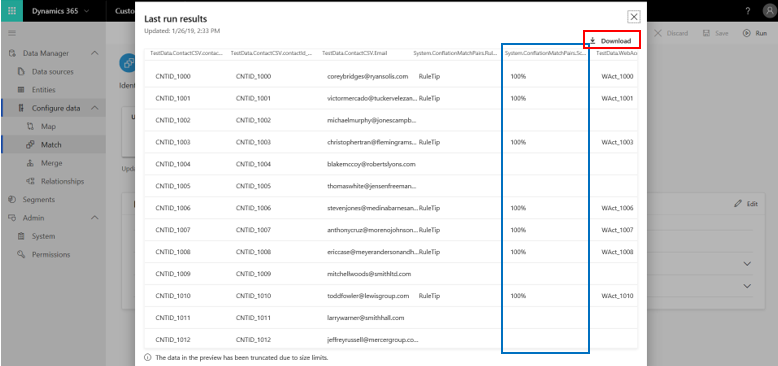 Dynamics 365
Custo
?
Last run results
Updated: 1/26/19, 2:33 PM
Download
Discard
Save
Run
Data Manager
Data sources
Entities
Configure data
Map
Match
Merge
Relationships
Segments
Admin
System
Permissions
Ident
Upda
Edit
TestData.ContactCSV.contac... TestData.ContactCSV.contactId_... TestData.ContactCSV.Email System.ConflationMatchPairs.Rul... System.ConflationMatchPairs.Sc... TestData.WebAc
CNTID_1000 CNTID_1000 coreybridges@ryansolis.com RuleTip 100% WAct_1000
CNTID_1001 CNTID_1001 victormercado@tuckervelezan... RuleTip 100% WAct_1001
CNTID_1002 CNTID_1002 michaelmurphy@jonescampb...
CNTID_1003 CNTID_1003 christophertran@flemingrams... RuleTip 100% WAct_1003
CNTID_1004 CNTID_1004 blakemccoy@robertslyons.com
CNTID_1005 CNTID_1005 thomaswhite@jensenfreeman...
CNTID_1006 CNTID_1006 stevenjones@medinabarnesan... RuleTip 100% WAct_1006
CNTID_1007 CNTID_1007 anthonycruz@morenojohnson... RuleTip 100% WAct_1007
CNTID_1008 CNTID_1008 ericcase@meyerandersonandh... RuleTip 100% WAct_1008
CNTID_1009 CNTID_1009 mitchellwoods@smithltd.com
CNTID_1010 CNTID_1010 toddfowler@lewisgroup.com RuleTip 100% WAct_1010
CNTID_1011 CNTID_1011 larrywarner@smithhall.com
CNTID_1012 CNTID_1012 jeffreyrussell@mercergroup.co...
The data in the preview has been truncated due to size limits.